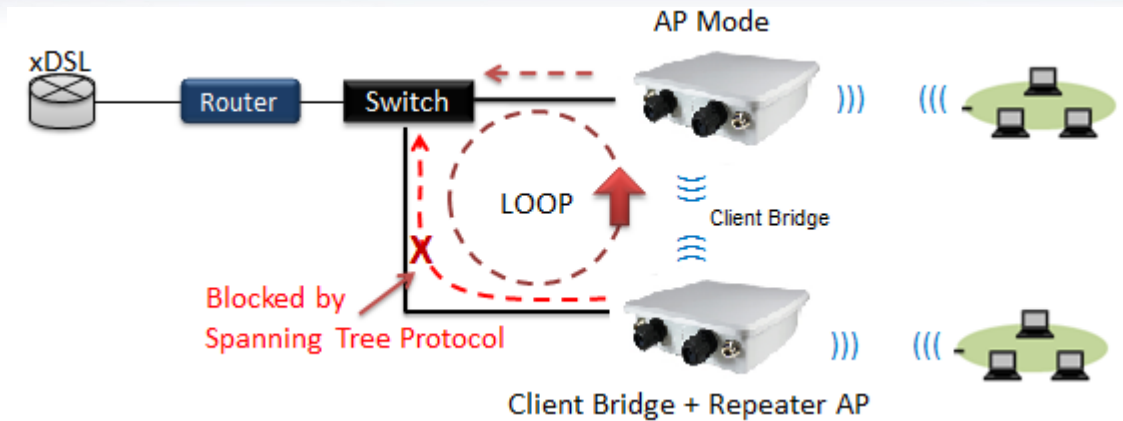 AP Mode
xDSL
Router
Switch
LOOP
Client Bridge
X
Blocked by
Spanning Tree Protocol
Client Bridge + Repeater AP